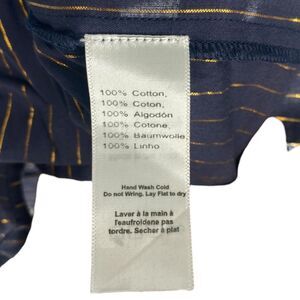 100% Cotton,
100% Coton,
100% Algodón
100% Cotone,
100% Baumwolle,
100% Linho
Hand Wash Cold
Do not Wring. Lay Flat to dry
Laver à la main à
l'eaufroidene pas
tordre. Secher à plat